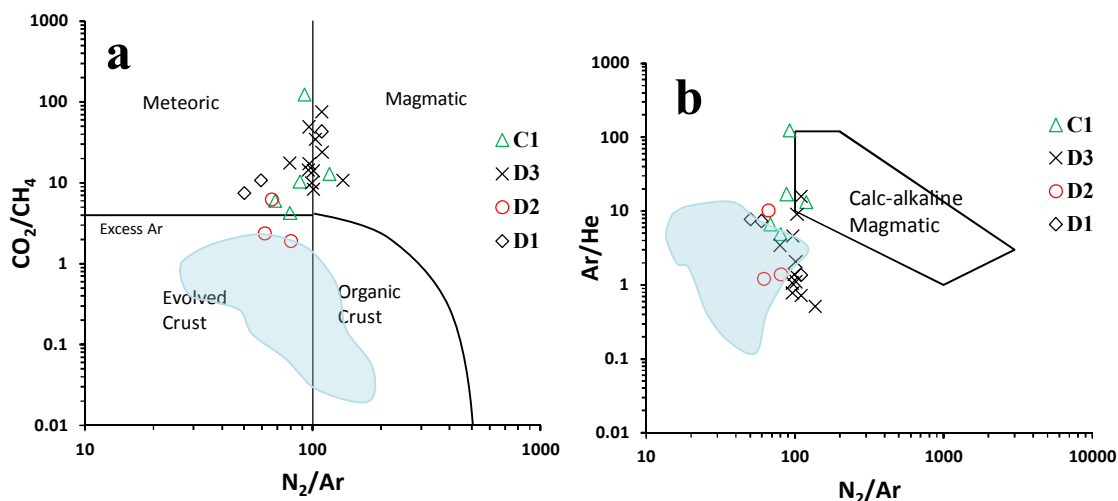 a
1000
100
10
1
0.1
0.01
CO₂/CH₄
Meteoric
Magmatic
Excess Ar
Evolved
Crust
Organic
Crust
C1
D3
D2
D1
10
100
1000
N₂/Ar
b
1000
100
10
1
0.1
0.01
Ar/He
Calc-alkaline
Magmatic
C1
D3
D2
D1
10
100
1000
10000
N₂/Ar